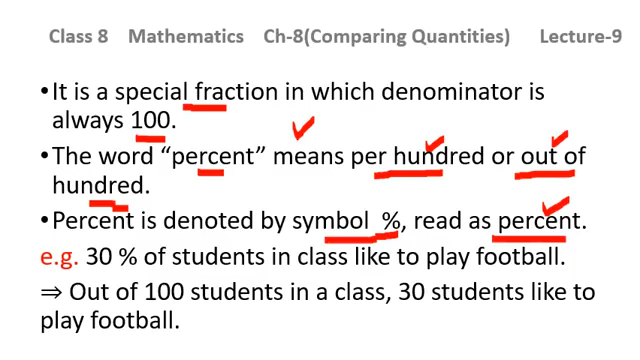 Class 8 Mathematics Ch-8(Comparing Quantities) Lecture-9
•It is a special fraction in which denominator is
always 100.
•The word “percent” means per hundred or out of
hundred.
•Percent is denoted by symbol %, read as percent.
e.g. 30 % of students in class like to play football.
⇒ Out of 100 students in a class, 30 students like to
play football.